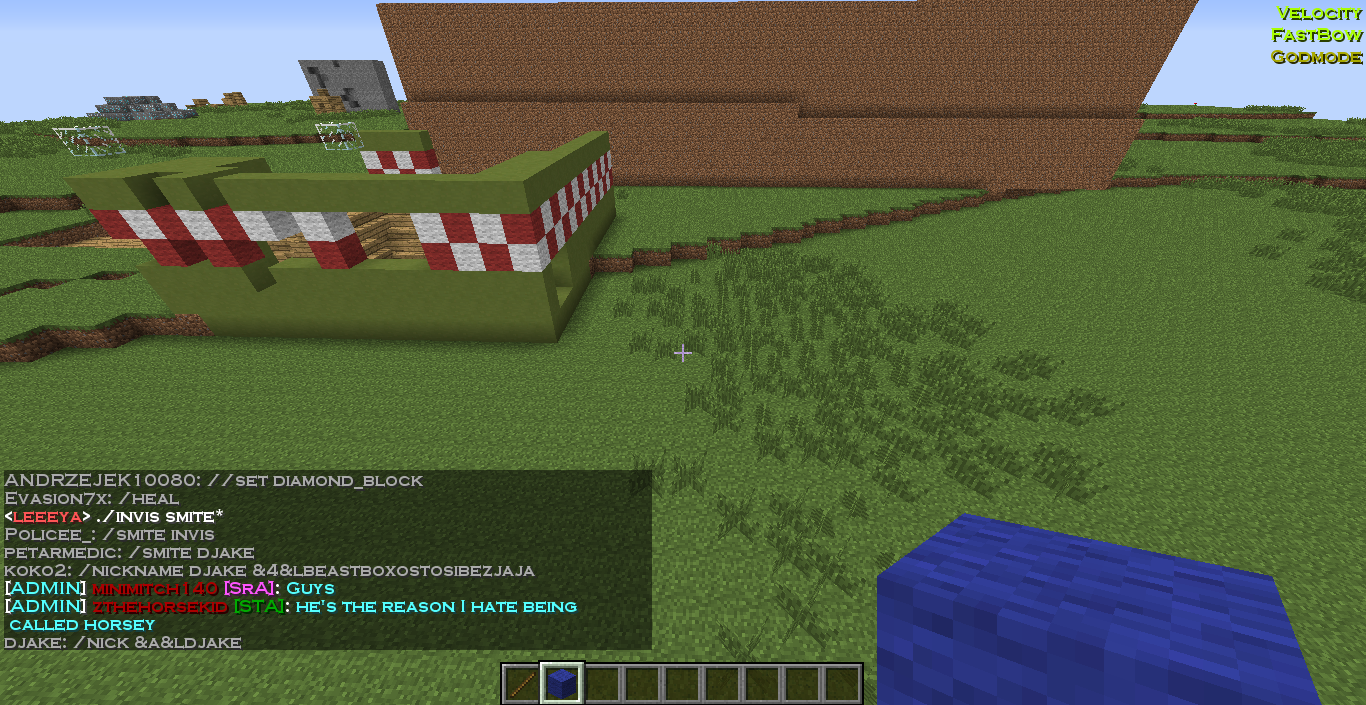 Velocity
FastBow
Godmode
ANDRZEJEK10080: //set diamond_block
Evasion7x: /heal
<leeeya> ./invis smite*
Policee_: /smite invis
petarmedic: /smite djake
koko2: /nickname djake &4&lbeastboxostosibezjaja
[Admin] minimitch140 [SrA]: Guys
[Admin] zthehorsekid [STA]: he's the reason I hate being
called horsey
djake: /nick &a&ldjake